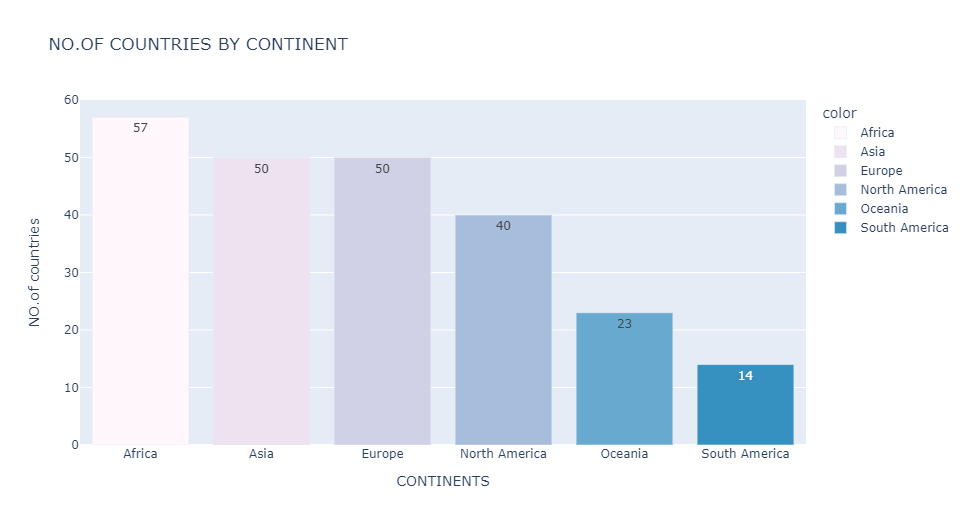 NO.OF COUNTRIES BY CONTINENT
60
50
40
30
20
10
0
NO.of countries
57
50
50
40
23
14
Africa
Asia
Europe
North America
Oceania
South America
CONTINENTS
color
Africa
Asia
Europe
North America
Oceania
South America